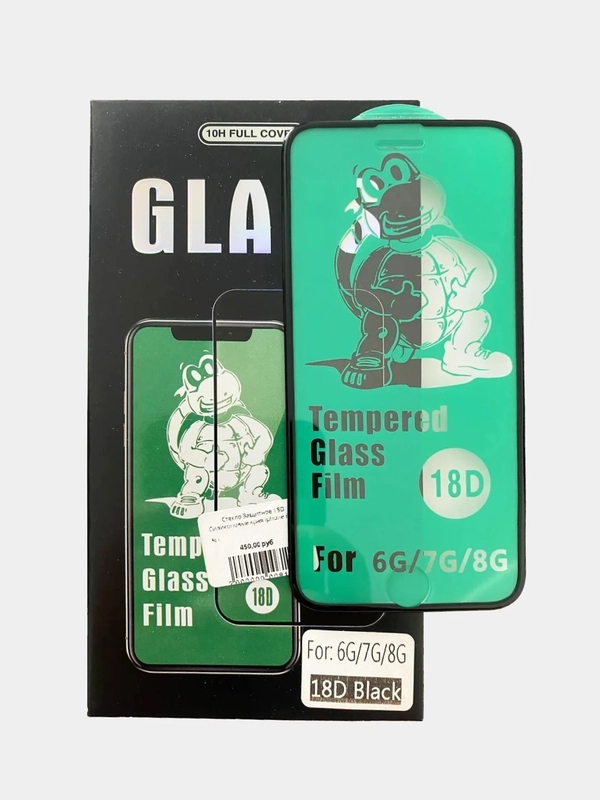 10H FULL COVE
GLA
Tempered
Glass
Film
18D
For 6G/7G/8G
Temp
Glass
Film
18D
Стекло Защитное 18D
450,00 руб
For: 6G/7G/8G
18D Black